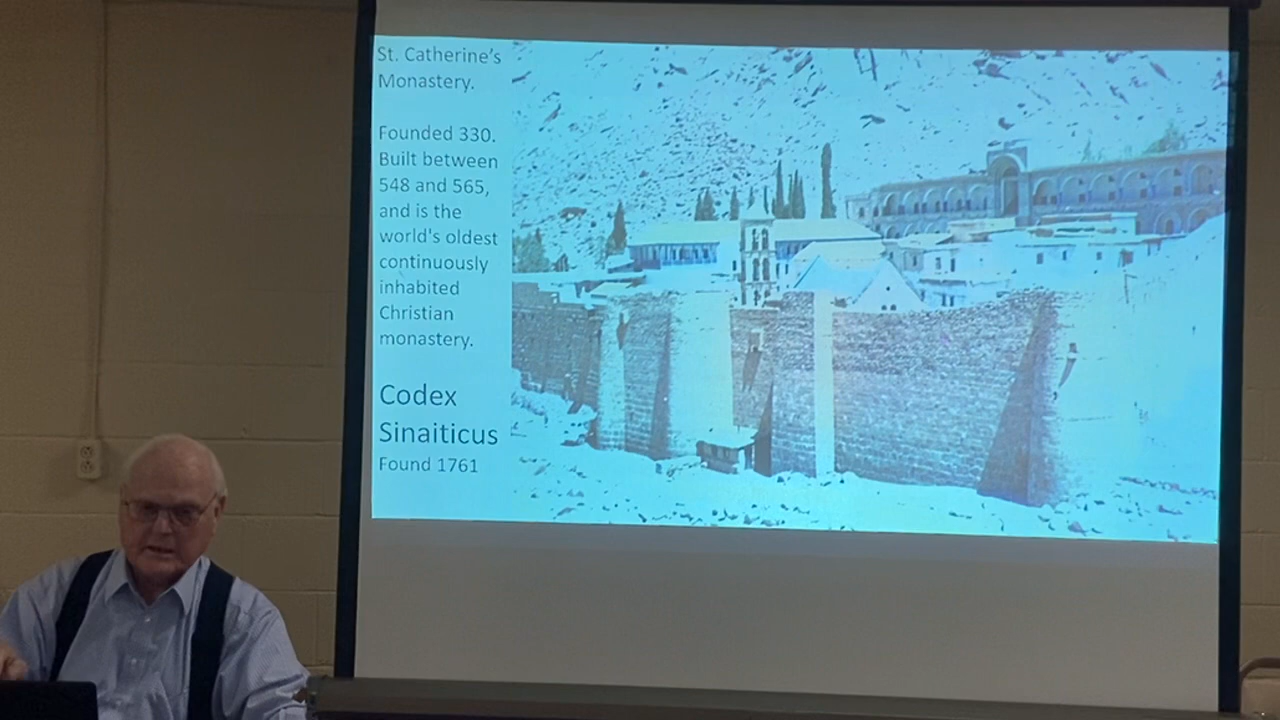 St. Catherine's
Monastery.
Founded 330.
Built between
548 and 565,
and is the
world's oldest
continuously
inhabited
Christian
monastery.
Codex
Sinaiticus
Found 1761